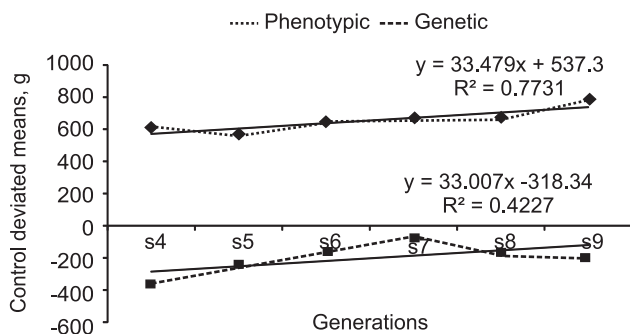 Phenotypic Genetic
Control deviated means, g
1000
800
600
400
200
0
-200
-400
-600
y = 33.479x + 537.3
R² = 0.7731
y = 33.007x -318.34
R² = 0.4227
s4 s5 s6 s7 s8 s9
Generations